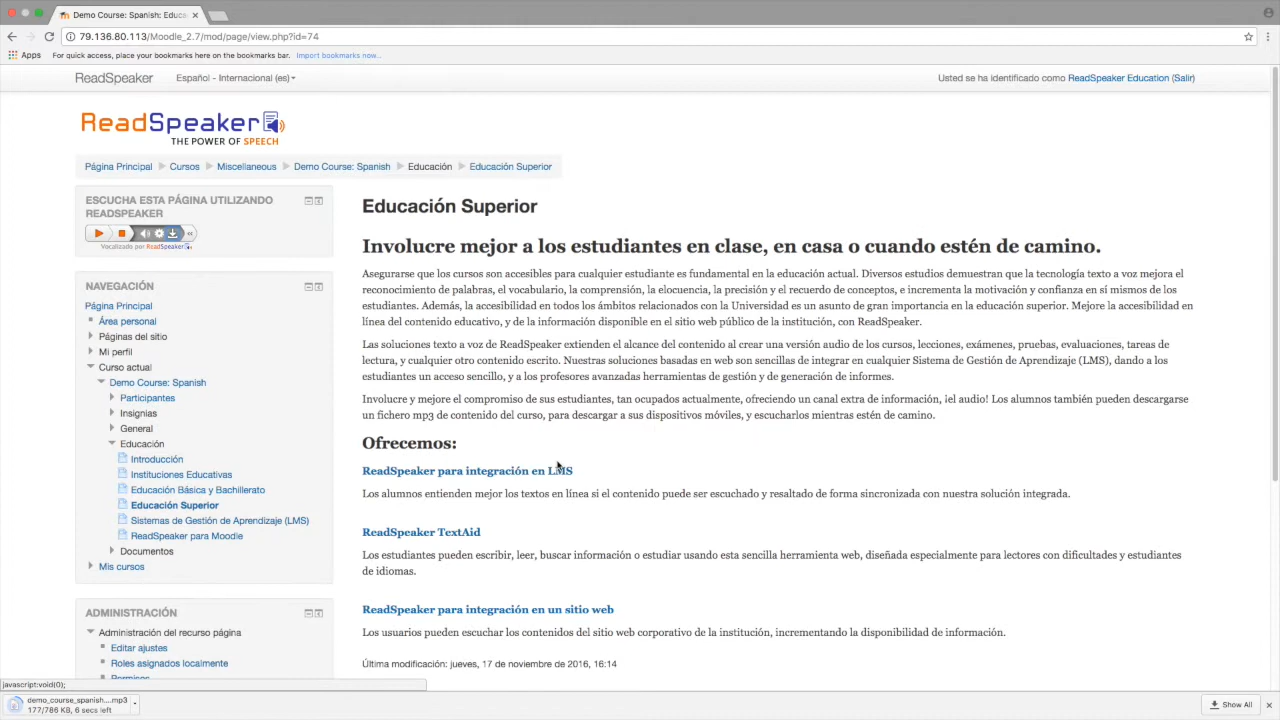 Demo Course: Spanish: Educa
79.136.80.113/Moodle_2.7/mod/page/view.php?id=74
Apps For quick access, place your bookmarks here on the bookmarks bar. Import bookmarks now...
ReadSpeaker Español - Internacional (es)
Usted se ha identificado como ReadSpeaker Education (Salir)
ReadSpeaker
THE POWER OF SPEECH
Página Principal Cursos Miscellaneous Demo Course: Spanish Educación Educación Superior
ESCUCHA ESTA PÁGINA UTILIZANDO
READSPEAKER
Vocalizado por ReadSpeaker
NAVEGACIÓN
Página Principal
Área personal
Páginas del sitio
Mi perfil
Curso actual
Demo Course: Spanish
Participantes
Insignias
General
Educación
Introducción
Instituciones Educativas
Educación Básica y Bachillerato
Educación Superior
Sistemas de Gestión de Aprendizaje (LMS)
ReadSpeaker para Moodle
Documentos
Mis cursos
ADMINISTRACIÓN
Administración del recurso página
Editar ajustes
Roles asignados localmente
Permisos
Educación Superior
Involucre mejor a los estudiantes en clase, en casa o cuando estén de camino.
Asegurarse que los cursos son accesibles para cualquier estudiante es fundamental en la educación actual. Diversos estudios demuestran que la tecnología texto a voz mejora el
reconocimiento de palabras, el vocabulario, la comprensión, la elocuencia, la precisión y el recuerdo de conceptos, e incrementa la motivación y confianza en sí mismos de los
estudiantes. Además, la accesibilidad en todos los ámbitos relacionados con la Universidad es un asunto de gran importancia en la educación superior. Mejore la accesibilidad en
línea del contenido educativo, y de la información disponible en el sitio web público de la institución, con ReadSpeaker.
Las soluciones texto a voz de ReadSpeaker extienden el alcance del contenido al crear una versión audio de los cursos, lecciones, exámenes, pruebas, evaluaciones, tareas de
lectura, y cualquier otro contenido escrito. Nuestras soluciones basadas en web son sencillas de integrar en cualquier Sistema de Gestión de Aprendizaje (LMS), dando a los
estudiantes un acceso sencillo, y a los profesores avanzadas herramientas de gestión y de generación de informes.
Involucre y mejore el compromiso de sus estudiantes, tan ocupados actualmente, ofreciendo un canal extra de información, ¡el audio! Los alumnos también pueden descargarse
un fichero mp3 de contenido del curso, para descargar a sus dispositivos móviles, y escucharlos mientras estén de camino.
Ofrecemos:
ReadSpeaker para integración en LMS
Los alumnos entienden mejor los textos en línea si el contenido puede ser escuchado y resaltado de forma sincronizada con nuestra solución integrada.
ReadSpeaker TextAid
Los estudiantes pueden escribir, leer, buscar información o estudiar usando esta sencilla herramienta web, diseñada especialmente para lectores con dificultades y estudiantes
de idiomas.
ReadSpeaker para integración en un sitio web
Los usuarios pueden escuchar los contenidos del sitio web corporativo de la institución, incrementando la disponibilidad de información.
Última modificación: jueves, 17 de noviembre de 2016, 16:14
javascript:void(0);
demo_course_spanish....mp3
177/786 KB, 6 secs left
Show All